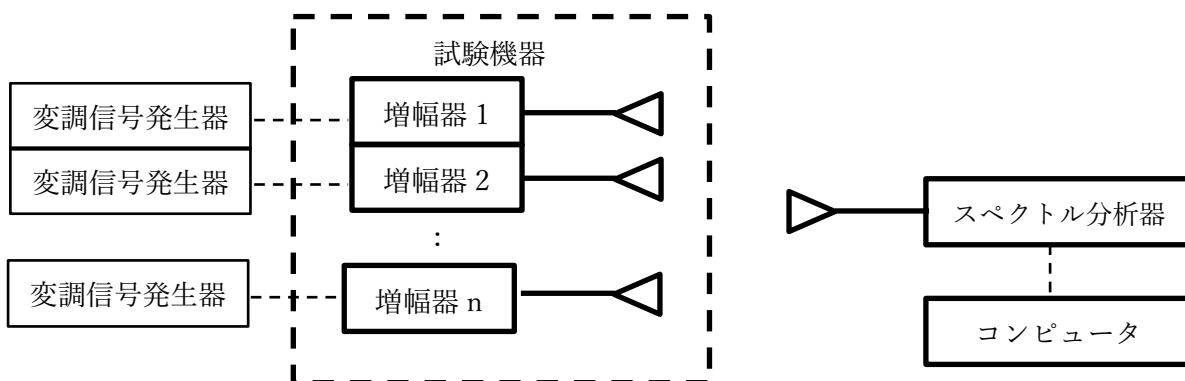 試験機器
変調信号発生器
増幅器 1
変調信号発生器
増幅器 2
スペクトル分析器
:
変調信号発生器
増幅器 n
コンピュータ